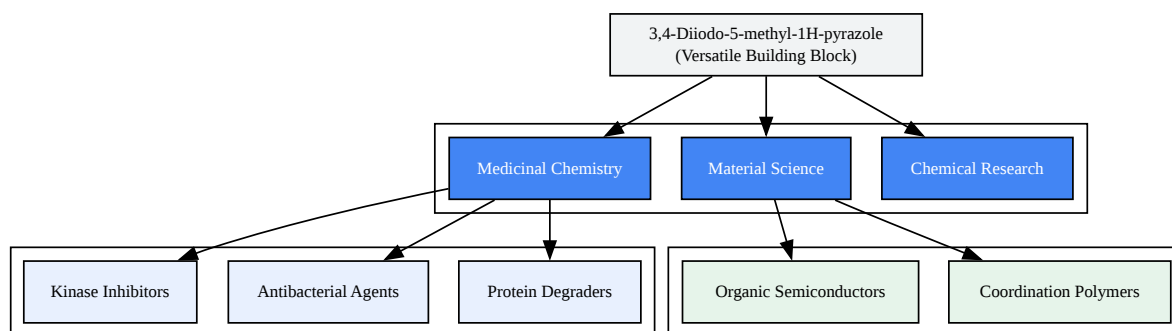 3,4-Diiodo-5-methyl-1H-pyrazole
(Versatile Building Block)
Medicinal Chemistry
Material Science
Chemical Research
Kinase Inhibitors
Antibacterial Agents
Protein Degraders
Organic Semiconductors
Coordination Polymers